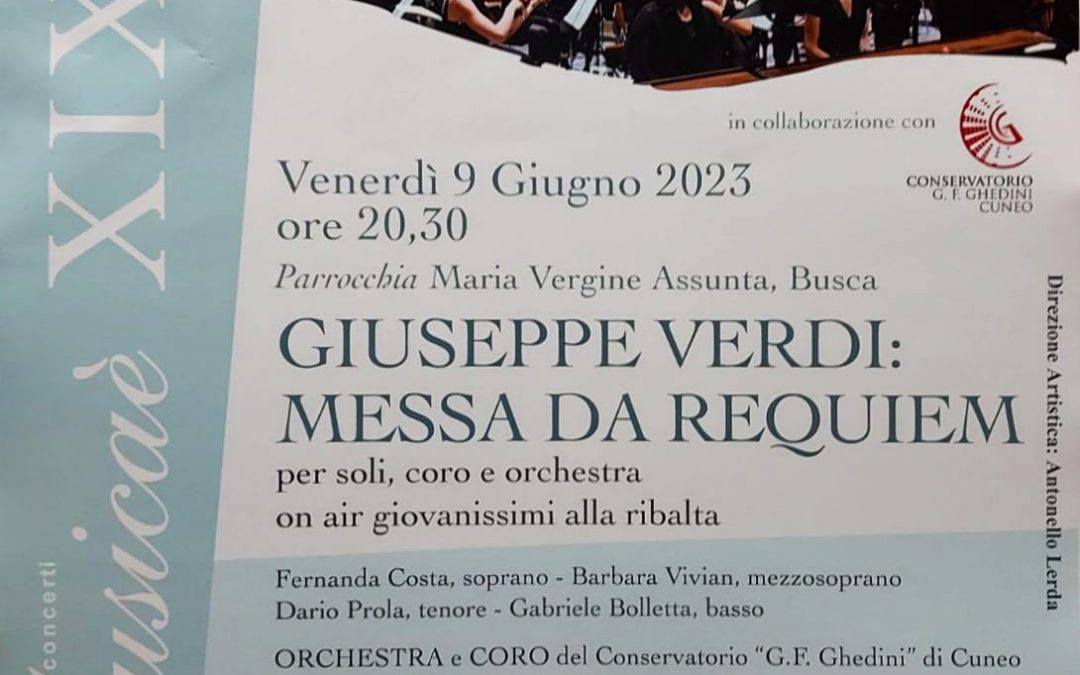 in collaborazione con
CONSERVATORIO
G. F. GHEDINI
CUNEO
Venerdì 9 Giugno 2023
ore 20,30
Parrocchia Maria Vergine Assunta, Busca
GIUSEPPE VERDI:
MESSA DA REQUIEM
per soli, coro e orchestra
on air giovanissimi alla ribalta
Fernanda Costa, soprano - Barbara Vivian, mezzosoprano
Dario Prola, tenore - Gabriele Bolletta, basso
ORCHESTRA e CORO del Conservatorio "G.F. Ghedini" di Cuneo
Direzione Artistica: Antonello Lerda
concerti